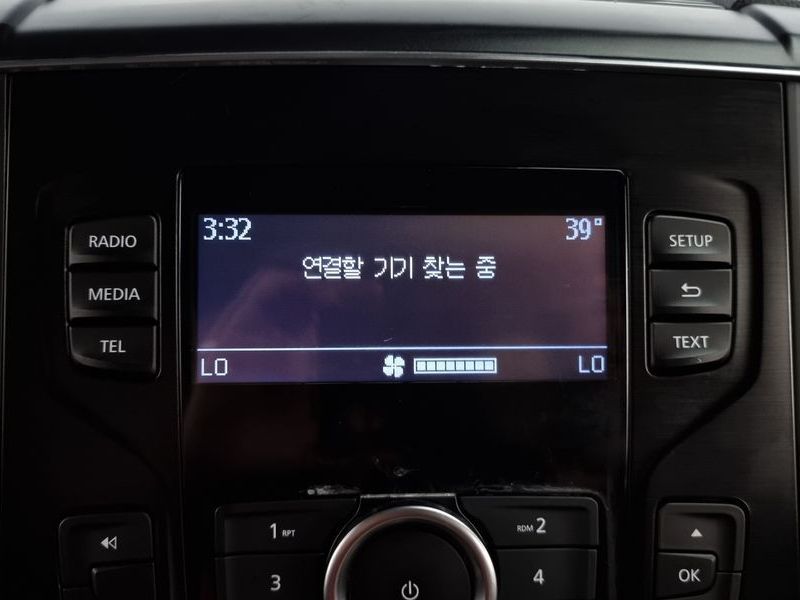 3:32 39°
연결할 기기 찾는 중
LO LO
RADIO
MEDIA
TEL
SETUP
TEXT
1 RPT
RDM 2
3
4
OK